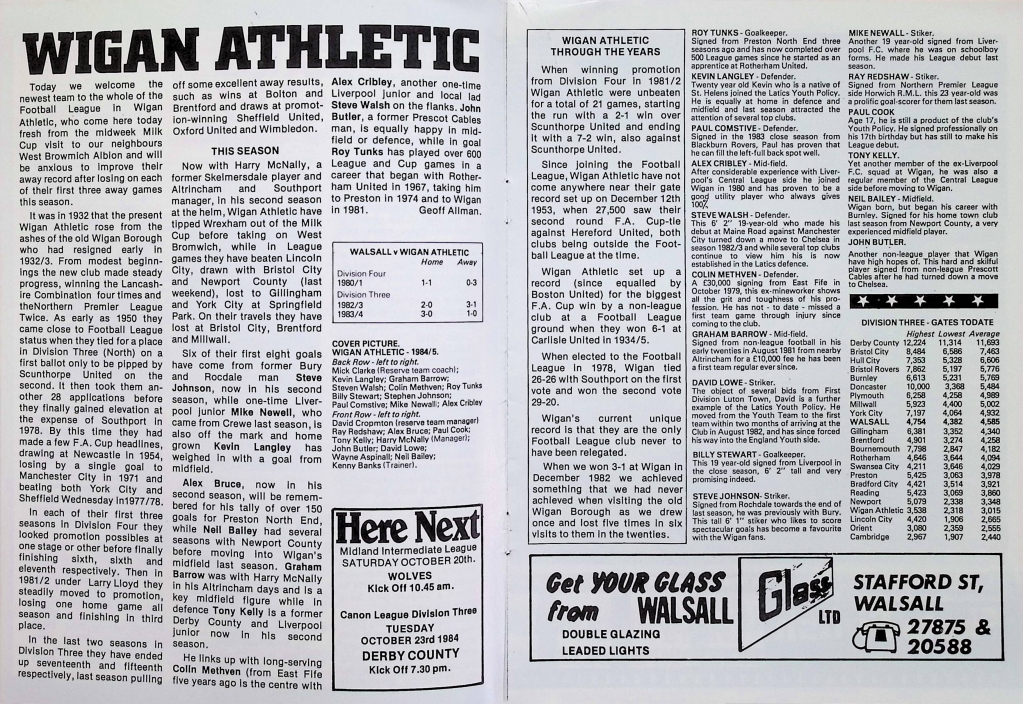 WIGAN ATHLETIC
Today we welcome the
newest team to the whole of the
Football League in Wigan
Athletic, who come here today
fresh from the midweek Milk
Cup visit to our neighbours
West Bromwich Albion and will
be anxious to improve their
away record after losing on each
of their first three away games
this season.
It was in 1932 that the present
Wigan Athletic rose from the
ashes of the old Wigan Borough
who had resigned early in
1932/3. From modest beginn-
ings the new club made steady
progress, winning the Lancash-
ire Combination four times and
theNorthern Premier League
Twice. As early as 1950 they
came close to Football League
status when they tied for a place
in Division Three (North) on a
first ballot only to be pipped by
Scunthorpe United on the
second. It then took them an-
other 28 applications before
they finally gained elevation at
the expense of Southport in
1978. By this time they had
made a few F.A. Cup headlines,
drawing at Newcastle in 1954,
losing by a single goal to
Manchester City in 1971 and
beating both York City and
Sheffield Wednesday in1977/78.
In each of their first three
seasons in Division Four they
looked promotion possibles at
one stage or other before finally
finishing sixth, sixth and
eleventh respectively. Then in
1981/2 under Larry Lloyd they
steadily moved to promotion,
losing one home game all
season and finishing in third
place.
In the last two seasons in
Division Three they have ended
up seventeenth and fifteenth
respectively, last season pulling
off some excellent away results,
such as wins at Bolton and
Brentford and draws at promot-
ion-winning Sheffield United,
Oxford United and Wimbledon.
THIS SEASON
Now with Harry McNally, a
former Skelmersdale player and
Altrincham and Southport
manager, in his second season
at the helm, Wigan Athletic have
tipped Wrexham out of the Milk
Cup before taking on West
Bromwich, while in League
games they have beaten Lincoln
City, drawn with Bristol City
and Newport County (last
weekend), lost to Gillingham
and York City at Springfield
Park. On their travels they have
lost at Bristol City, Brentford
and Millwall.
Six of their first eight goals
have come from former Bury
and Rocdale man Steve
Johnson, now in his second
season, while one-time Liver-
pool junior Mike Newell, who
came from Crewe last season, is
also off the mark and home
grown Kevin Langley has
weighed in with a goal from
midfield.
Alex Bruce, now in his
second season, will be remem-
bered for his tally of over 150
goals for Preston North End,
while Neil Bailey had several
seasons with Newport County
before moving into Wigan's
midfield last season. Graham
Barrow was with Harry McNally
in his Altrincham days and is a
key midfield figure while in
defence Tony Kelly is a former
Derby County and Liverpool
junior now in his second
season.
He links up with long-serving
Colin Methven (from East Fife
five years ago is the centre with
Alex Cribley, another one-time
Liverpool junior and local lad
Steve Walsh on the flanks. John
Butler, a former Prescot Cables
man, is equally happy in mid-
field or defence, while in goal
Roy Tunks has played over 600
League and Cup games in a
career that began with Rother-
ham United in 1967, taking him
to Preston in 1974 and to Wigan
in 1981. Geoff Allman.
WALSALL v WIGAN ATHLETIC
Home Away
Division Four
1980/1 1-1 0-3
Division Three
1982/3 2-0 3-1
1983/4 3-0 1-0
COVER PICTURE.
WIGAN ATHLETIC - 1984/5.
Back Row - left to right.
Mick Clarke (Reserve team coach);
Kevin Langley; Graham Barrow;
Steven Walsh; Colin Methven; Roy Tunks
Billy Stewart; Stephen Johnson;
Paul Comstive; Mike Newall; Alex Cribley
Front Row - left to right.
David Crompton (reserve team manager)
Ray Redshaw; Alex Bruce; Paul Cook;
Tony Kelly; Harry McNally (Manager);
John Butler; David Lowe;
Wayne Aspinall; Neil Bailey;
Kenny Banks (Trainer).
Here Next
Midland Intermediate League
SATURDAY OCTOBER 20th.
WOLVES
Kick Off 10.45 am.
Canon League Division Three
TUESDAY
OCTOBER 23rd 1984
DERBY COUNTY
Kick Off 7.30 pm.
WIGAN ATHLETIC
THROUGH THE YEARS
When winning promotion
from Division Four in 1981/2
Wigan Athletic were unbeaten
for a total of 21 games, starting
the run with a 2-1 win over
Scunthorpe United and ending
it with a 7-2 win, also against
Scunthorpe United.
Since joining the Football
League, Wigan Athletic have not
come anywhere near their gate
record set up on December 12th
1953, when 27,500 saw their
second round F.A. Cup-tie
against Hereford United, both
clubs being outside the Foot-
ball League at the time.
Wigan Athletic set up a
record (since equalled by
Boston United) for the biggest
F.A. Cup win by a non-league
club at a Football League
ground when they won 6-1 at
Carlisle United in 1934/5.
When elected to the Football
League in 1978, Wigan tied
26-26 with Southport on the first
vote and won the second vote
29-20.
Wigan's current unique
record is that they are the only
Football League club never to
have been relegated.
When we won 3-1 at Wigan in
December 1982 we achieved
something that we had never
achieved when visiting the old
Wigan Borough as we drew
once and lost five times in six
visits to them in the twenties.
ROY TUNKS - Goalkeeper.
Signed from Preston North End three
seasons ago and has now completed over
500 League games since he started as an
apprentice at Rotherham United.
KEVIN LANGLEY - Defender.
Twenty year old Kevin who is a native of
St. Helens joined the Latics Youth Policy.
He is equally at home in defence and
midfield and last season attracted the
attention of several top clubs.
PAUL COMSTIVE - Defender.
Signed in the 1983 close season from
Blackburn Rovers, Paul has proven that
he can fill the left-full back spot well.
ALEX CRIBLEY - Mid-field.
After considerable experience with Liver-
pool's Central League side he joined
Wigan in 1980 and has proven to be a
good utility player who always gives
100%.
STEVE WALSH - Defender.
This 6' 2" 19-year-old who made his
debut at Maine Road against Manchester
City turned down a move to Chelsea in
season 1982/3 and while several top clubs
continue to view him his is now
established in the Latics defence.
COLIN METHVEN - Defender.
A £30,000 signing from East Fife in
October 1979, this ex-mineworker shows
all the grit and toughness of his pro-
fession. He has not - to date - missed a
first team game through injury since
coming to the club.
GRAHAM BARROW - Mid-field.
Signed from non-league football in his
early twenties in August 1981 from nearby
Altrincham for a £10,000 fee he has been
a first team regular ever since.
DAVID LOWE - Striker.
The object of several bids from First
Division Luton Town, David is a further
example of the Latics Youth Policy. He
moved from the Youth Team to the first
team within two months of arriving at the
Club in August 1982, and has since forced
his way into the England Youth side.
BILLY STEWART - Goalkeeper.
This 19 year old signed from Liverpool in
the close season, 6' 2" tall and very
promising indeed.
STEVE JOHNSON- Striker.
Signed from Rochdale towards the end of
last season, he was previously with Bury.
This tall 6' 1" stiker who likes to score
spectacular goals has become a favourite
with the Wigan fans.
MIKE NEWALL - Stiker.
Another 19 year-old signed from Liver-
pool F.C. where he was on schoolboy
forms. He made his League debut last
season.
RAY REDSHAW - Stiker.
Signed from Northern Premier League
side Horwich R.M.I.. this 23 year old was
a prolific goal-scorer for them last season.
PAUL COOK
Age 17, he is still a product of the club's
Youth Policy. He signed professionally on
his 17th birthday but has still to make his
League debut.
TONY KELLY.
Yet another member of the ex-Liverpool
F.C. squad at Wigan, he was also a
regular member of the Central League
side before moving to Wigan.
NEIL BAILEY - Midfield.
Wigan born, but began his career with
Burnley. Signed for his home town club
last season from Newport County, a very
experienced midfield player.
JOHN BUTLER.
Another non-league player that Wigan
have high hopes of. This hard and skilful
player signed from non-league Prescott
Cables after he had turned down a move
to Chelsea.
DIVISION THREE - GATES TODATE
Highest Lowest Average
Derby County 12,224 11,314 11,693
Bristol City 8,484 6,586 7,463
Hull City 7,353 5,328 6,606
Bristol Rovers 7,862 5,197 5,776
Burnley 6,613 5,231 5,769
Doncaster 10,000 3,368 5,484
Plymouth 6,258 4,258 4,989
Millwall 5,923 4,400 5,002
York City 7,197 4,064 4,932
WALSALL 4,754 4,382 4,585
Gillingham 6,381 3,352 4,340
Brentford 4,901 3,274 4,258
Bournemouth 7,798 2,847 4,182
Rotherham 4,646 3,644 4,094
Swansea City 4,211 3,646 4,029
Preston 5,425 3,063 3,978
Bradford City 4,421 3,514 3,921
Reading 5,423 3,069 3,860
Newport 5,079 2,338 3,348
Wigan Athletic 3,538 2,318 3,015
Lincoln City 4,420 1,906 2,665
Orient 3,080 2,359 2,555
Cambridge 2,967 1,907 2,440
Get YOUR GLASS
from WALSALL
DOUBLE GLAZING
LEADED LIGHTS
Glass
LTD
STAFFORD ST,
WALSALL
27875 &
20588